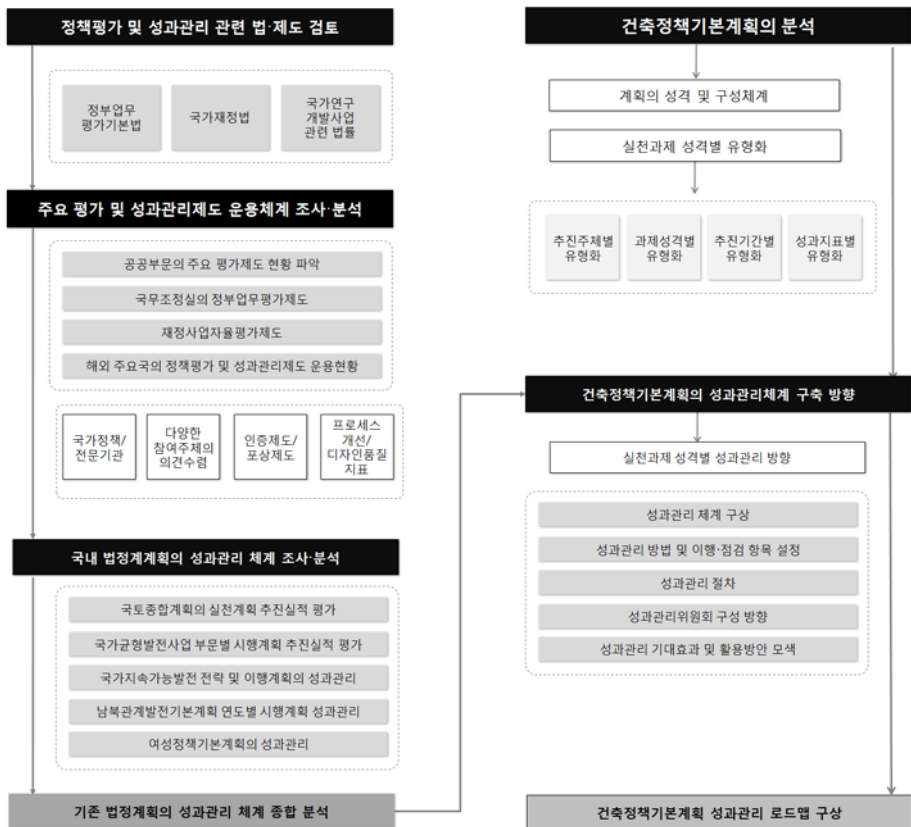 정책평가 및 성과관리 관련 법·제도 검토
정부업무
평가기본법
국가재정법
국가연구
개발사업
관련 법률
주요 평가 및 성과관리제도 운용체계 조사·분석
공공부문의 주요 평가제도 현황 파악
국무조정실의 정부업무평가제도
재정사업자율평가제도
해외 주요국의 정책평가 및 성과관리제도 운용현황
국가정책/
전문기관
다양한
참여주체의
의견수렴
인증제도/
포상제도
프로세스
개선/
디자인품질
지표
국내 법정계계획의 성과관리 체계 조사·분석
국토종합계획의 실천계획 추진실적 평가
국가균형발전사업 부문별 시행계획 추진실적 평가
국가지속가능발전 전략 및 이행계획의 성과관리
남북관계발전기본계획 연도별 시행계획 성과관리
여성정책기본계획의 성과관리
기존 법정계획의 성과관리 체계 종합 분석
건축정책기본계획의 분석
계획의 성격 및 구성체계
실천과제 성격별 유형화
추진주체별
유형화
과제성격별
유형화
추진기간별
유형화
성과지표별
유형화
건축정책기본계획의 성과관리체계 구축 방향
실천과제 성격별 성과관리 방향
성과관리 체계 구상
성과관리 방법 및 이행·점검 항목 설정
성과관리 절차
성과관리위원회 구성 방향
성과관리 기대효과 및 활용방안 모색
건축정책기본계획 성과관리 로드맵 구상